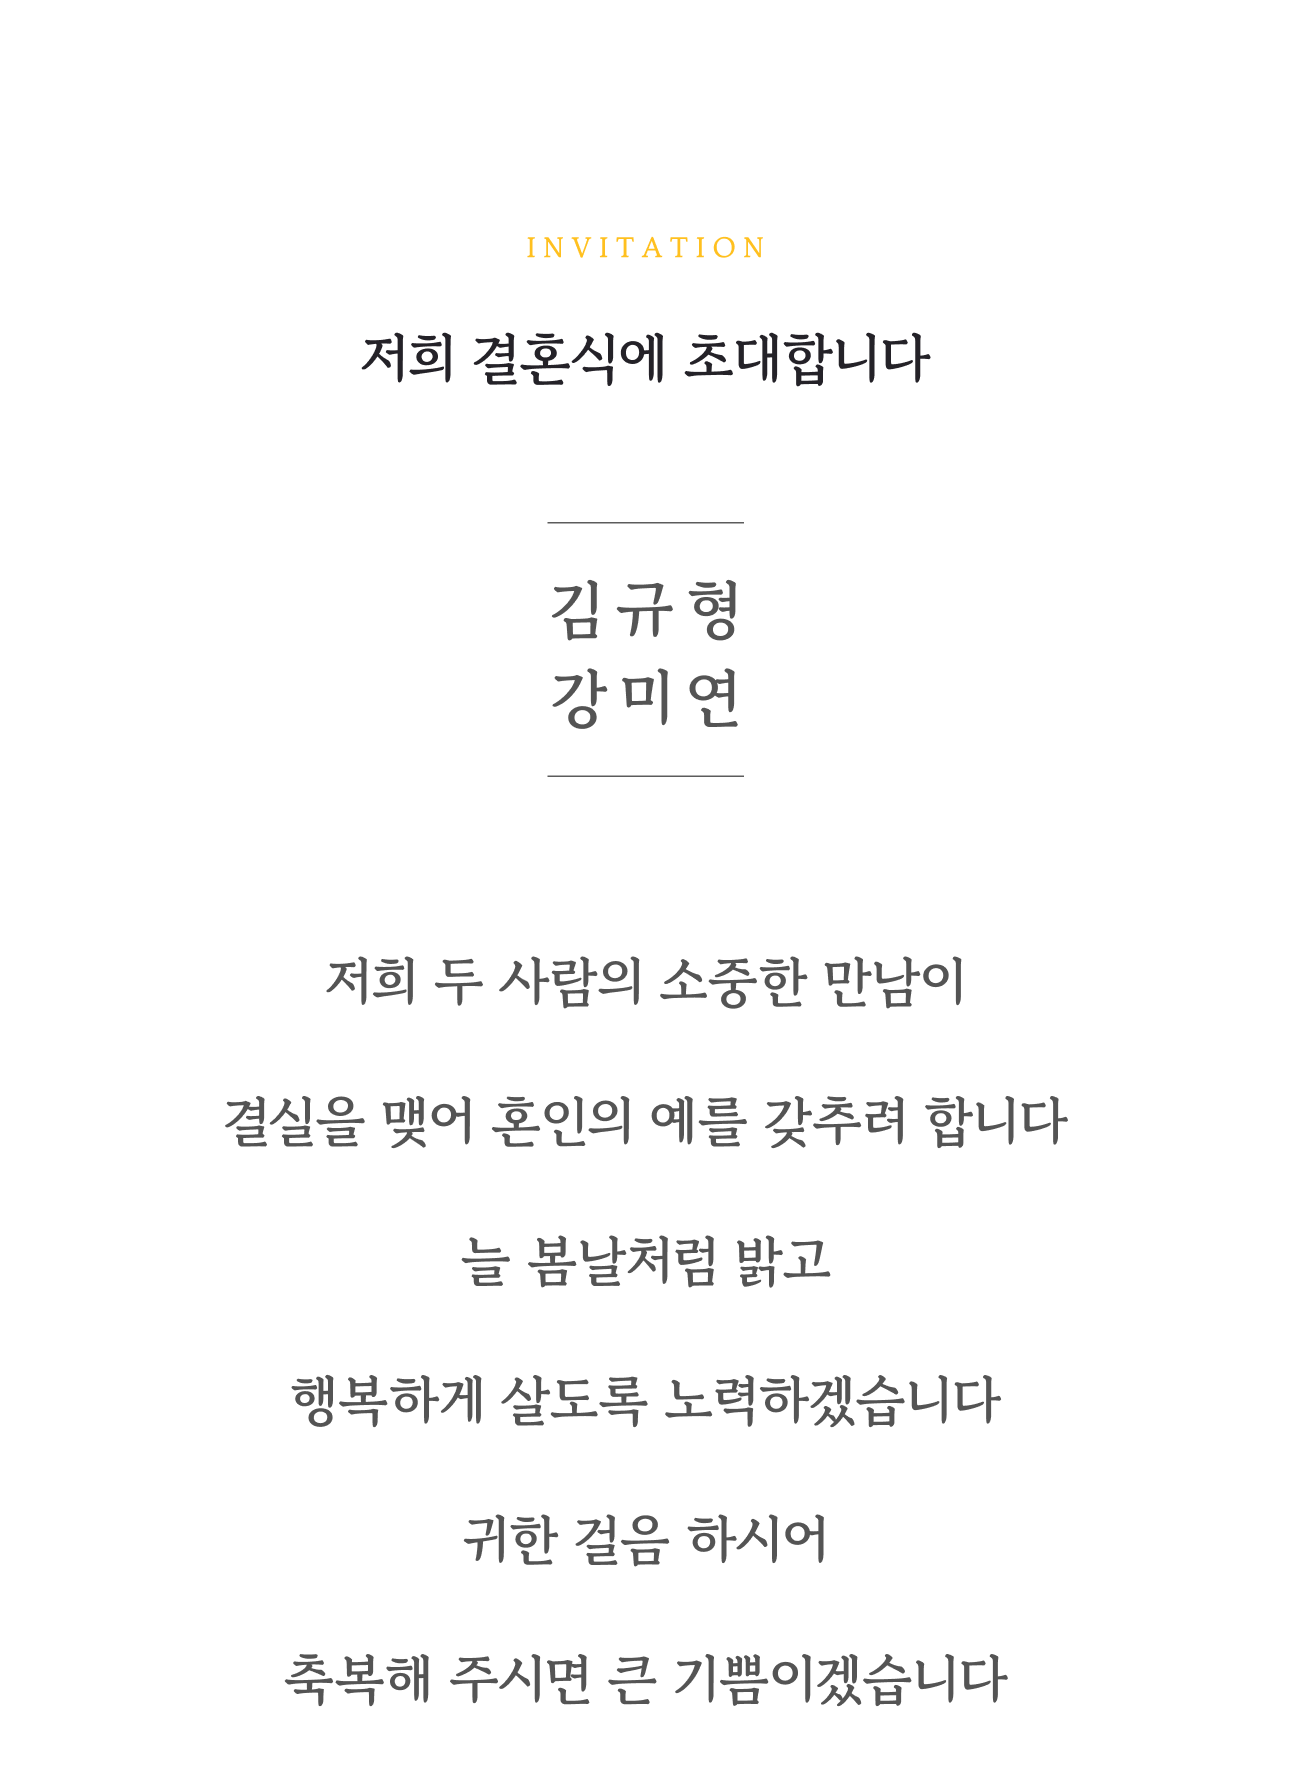 INVITATION
저희 결혼식에 초대합니다
김규형
강미연
저희 두 사람의 소중한 만남이
결실을 맺어 혼인의 예를 갖추려 합니다
늘 봄날처럼 밝고
행복하게 살도록 노력하겠습니다
귀한 걸음 하시어
축복해 주시면 큰 기쁨이겠습니다